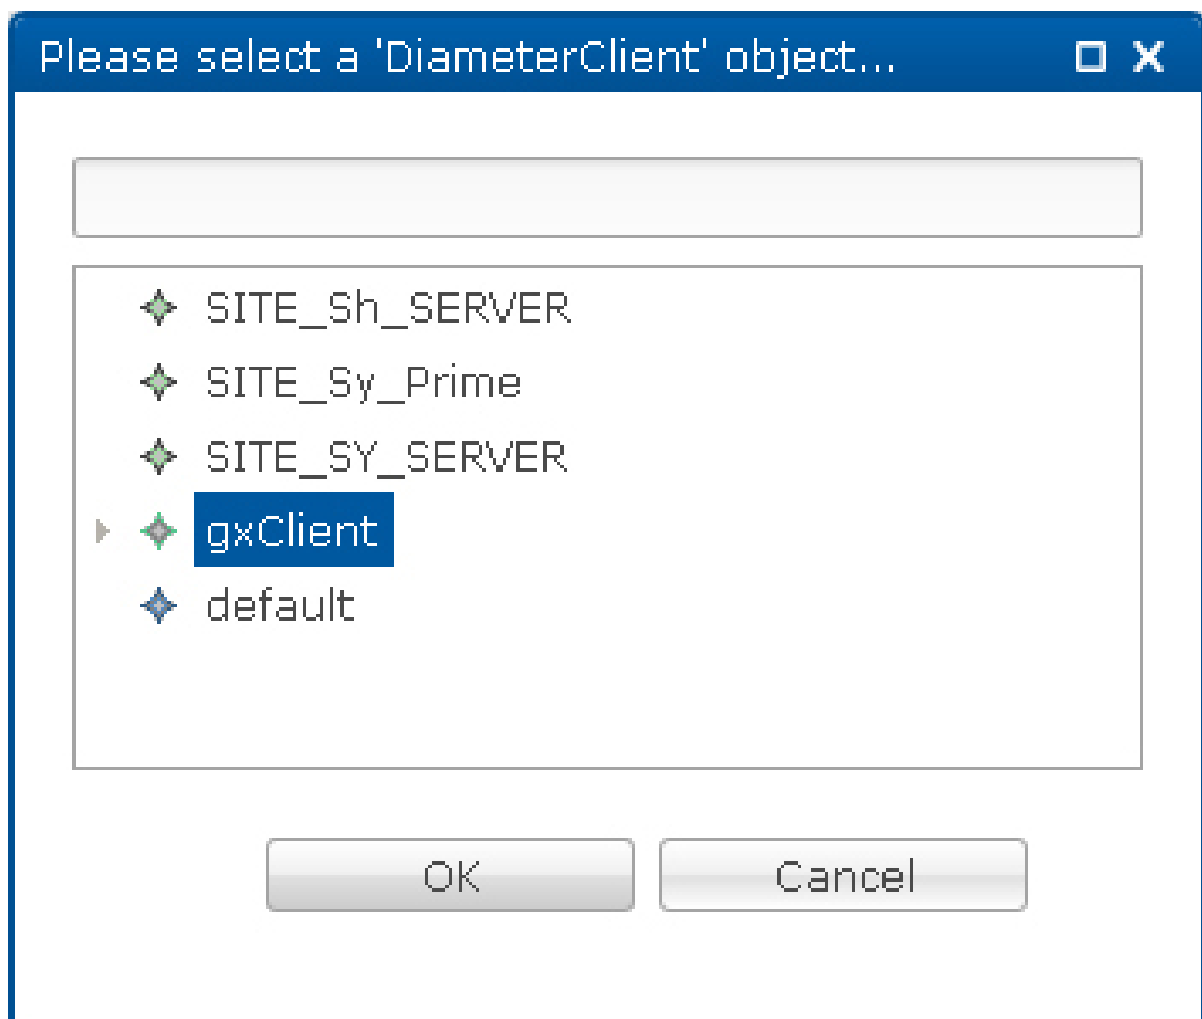 Please select a 'DiameterClient' object...
SITE_Sh_SERVER
SITE_Sy_Prime
SITE_SY_SERVER
gxClient
default
OK
Cancel